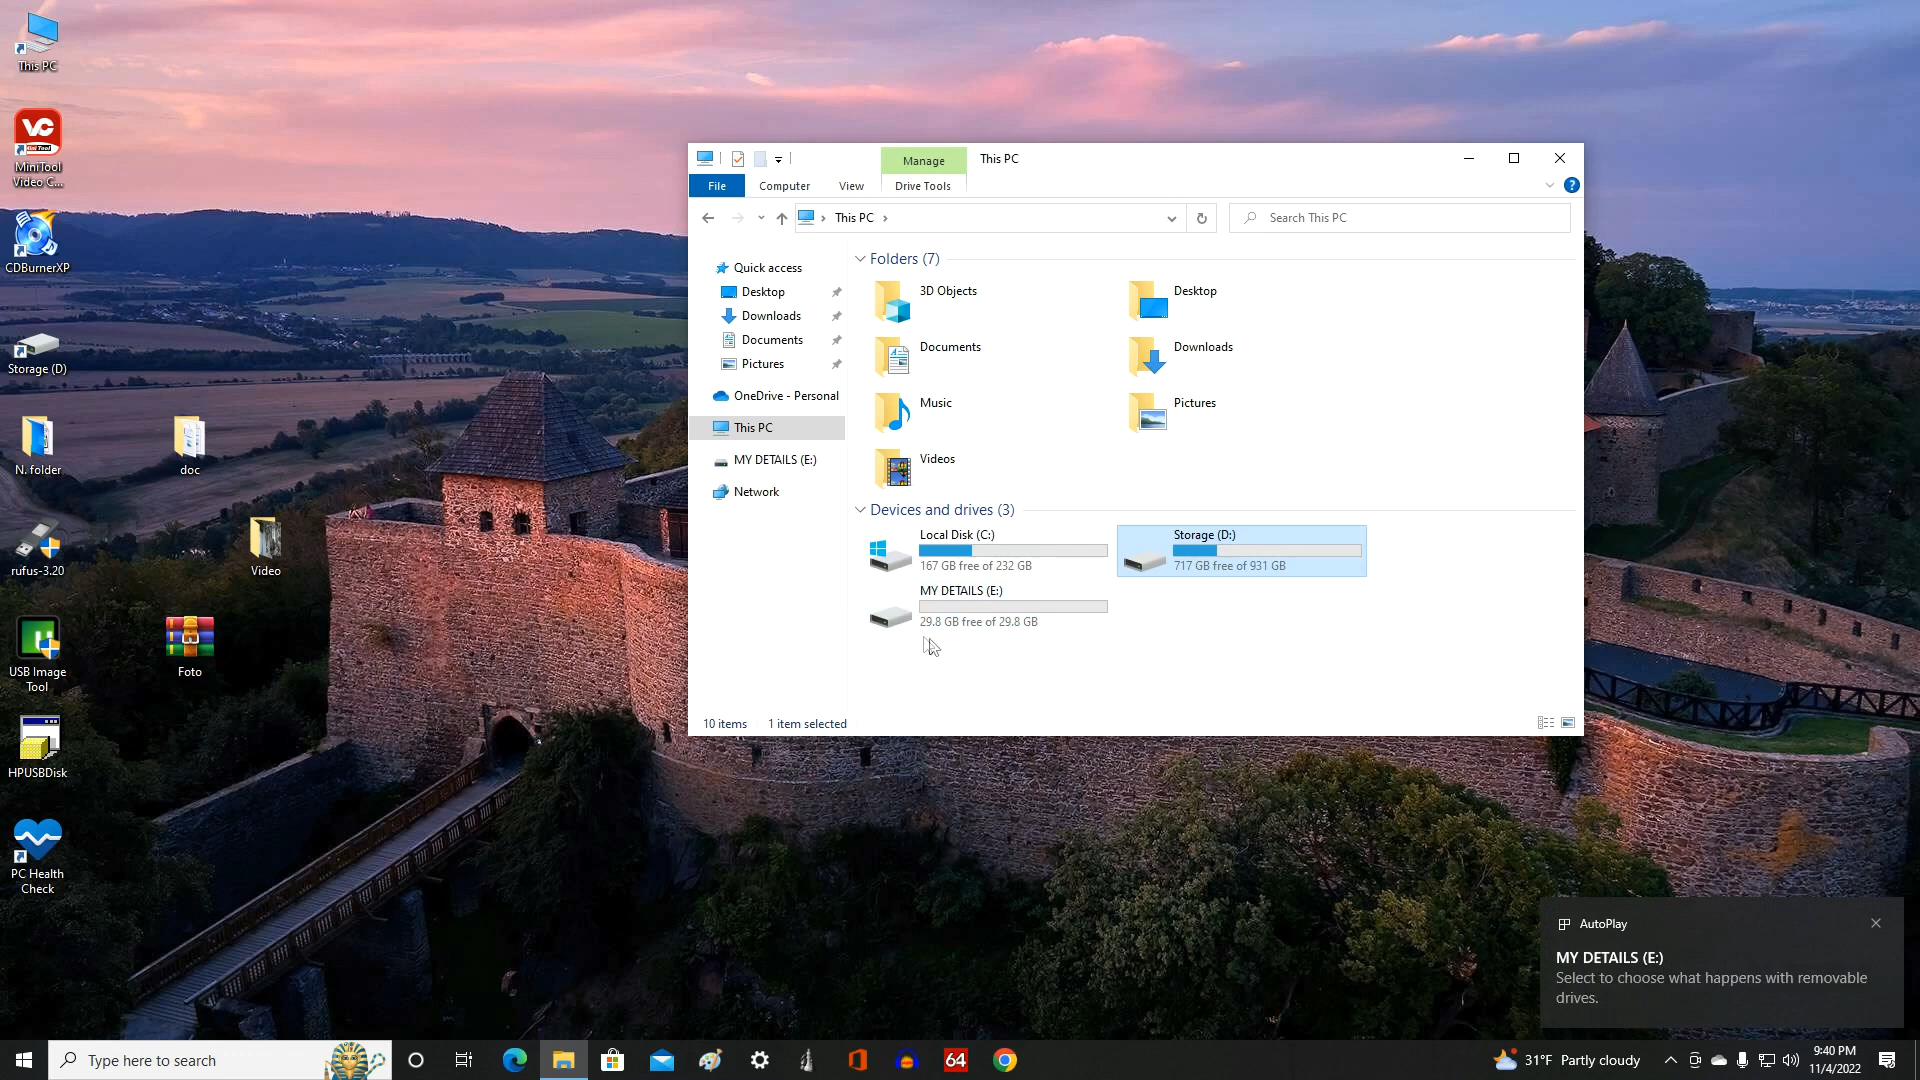 This PC
VC
MiniTool
MiniTool
Video C...
CDBurnerXP
Storage (D)
N. folder
doc
rufus-3.20
Video
USB Image
Tool
Foto
HPUSBDisk
PC Health
Check
Manage
This PC
File
Computer
View
Drive Tools
?
This PC
Search This PC
Quick access
Desktop
Downloads
Documents
Pictures
OneDrive - Personal
This PC
MY DETAILS (E:)
Network
Folders (7)
3D Objects
Desktop
Documents
Downloads
Music
Pictures
Videos
Devices and drives (3)
Local Disk (C:)
167 GB free of 232 GB
Storage (D:)
717 GB free of 931 GB
MY DETAILS (E:)
29.8 GB free of 29.8 GB
10 items
1 item selected
AutoPlay
MY DETAILS (E:)
Select to choose what happens with removable
drives.
Type here to search
64
31°F Partly cloudy
9:40 PM
11/4/2022